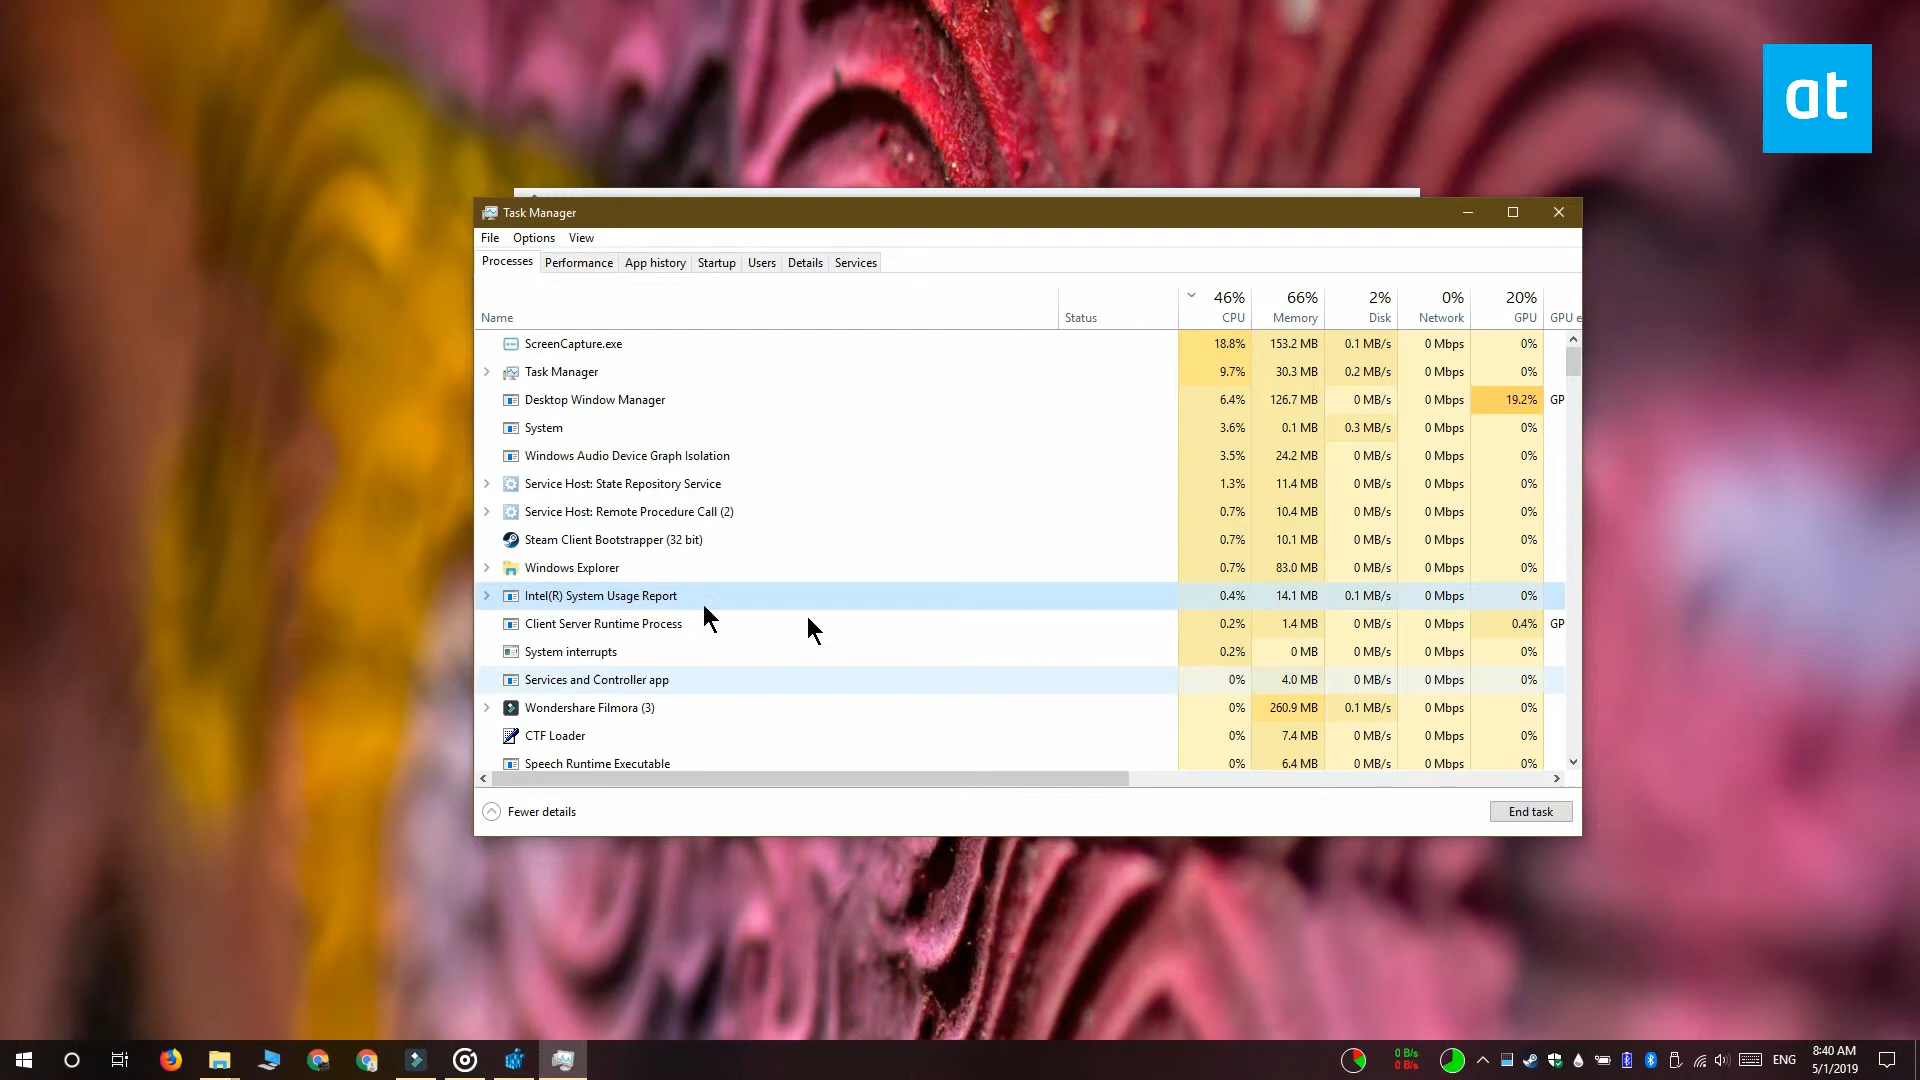 at
Task Manager
File Options View
Processes Performance App history Startup Users Details Services
46% 66% 2% 0% 20%
Name Status CPU Memory Disk Network GPU GPU e
ScreenCapture.exe 18.8% 153.2 MB 0.1 MB/s 0 Mbps 0%
Task Manager 9.7% 30.3 MB 0.2 MB/s 0 Mbps 0%
Desktop Window Manager 6.4% 126.7 MB 0 MB/s 0 Mbps 19.2% GP
System 3.6% 0.1 MB 0.3 MB/s 0 Mbps 0%
Windows Audio Device Graph Isolation 3.5% 24.2 MB 0 MB/s 0 Mbps 0%
Service Host: State Repository Service 1.3% 11.4 MB 0 MB/s 0 Mbps 0%
Service Host: Remote Procedure Call (2) 0.7% 10.4 MB 0 MB/s 0 Mbps 0%
Steam Client Bootstrapper (32 bit) 0.7% 10.1 MB 0 MB/s 0 Mbps 0%
Windows Explorer 0.7% 83.0 MB 0 MB/s 0 Mbps 0%
Intel(R) System Usage Report 0.4% 14.1 MB 0.1 MB/s 0 Mbps 0%
Client Server Runtime Process 0.2% 1.4 MB 0 MB/s 0 Mbps 0.4% GP
System interrupts 0.2% 0 MB 0 MB/s 0 Mbps 0%
Services and Controller app 0% 4.0 MB 0 MB/s 0 Mbps 0%
Wondershare Filmora (3) 0% 260.9 MB 0.1 MB/s 0 Mbps 0%
CTF Loader 0% 7.4 MB 0 MB/s 0 Mbps 0%
Speech Runtime Executable 0% 6.4 MB 0 MB/s 0 Mbps 0%
Fewer details End task
0 B/s
0 B/s
ENG
8:40 AM
5/1/2019